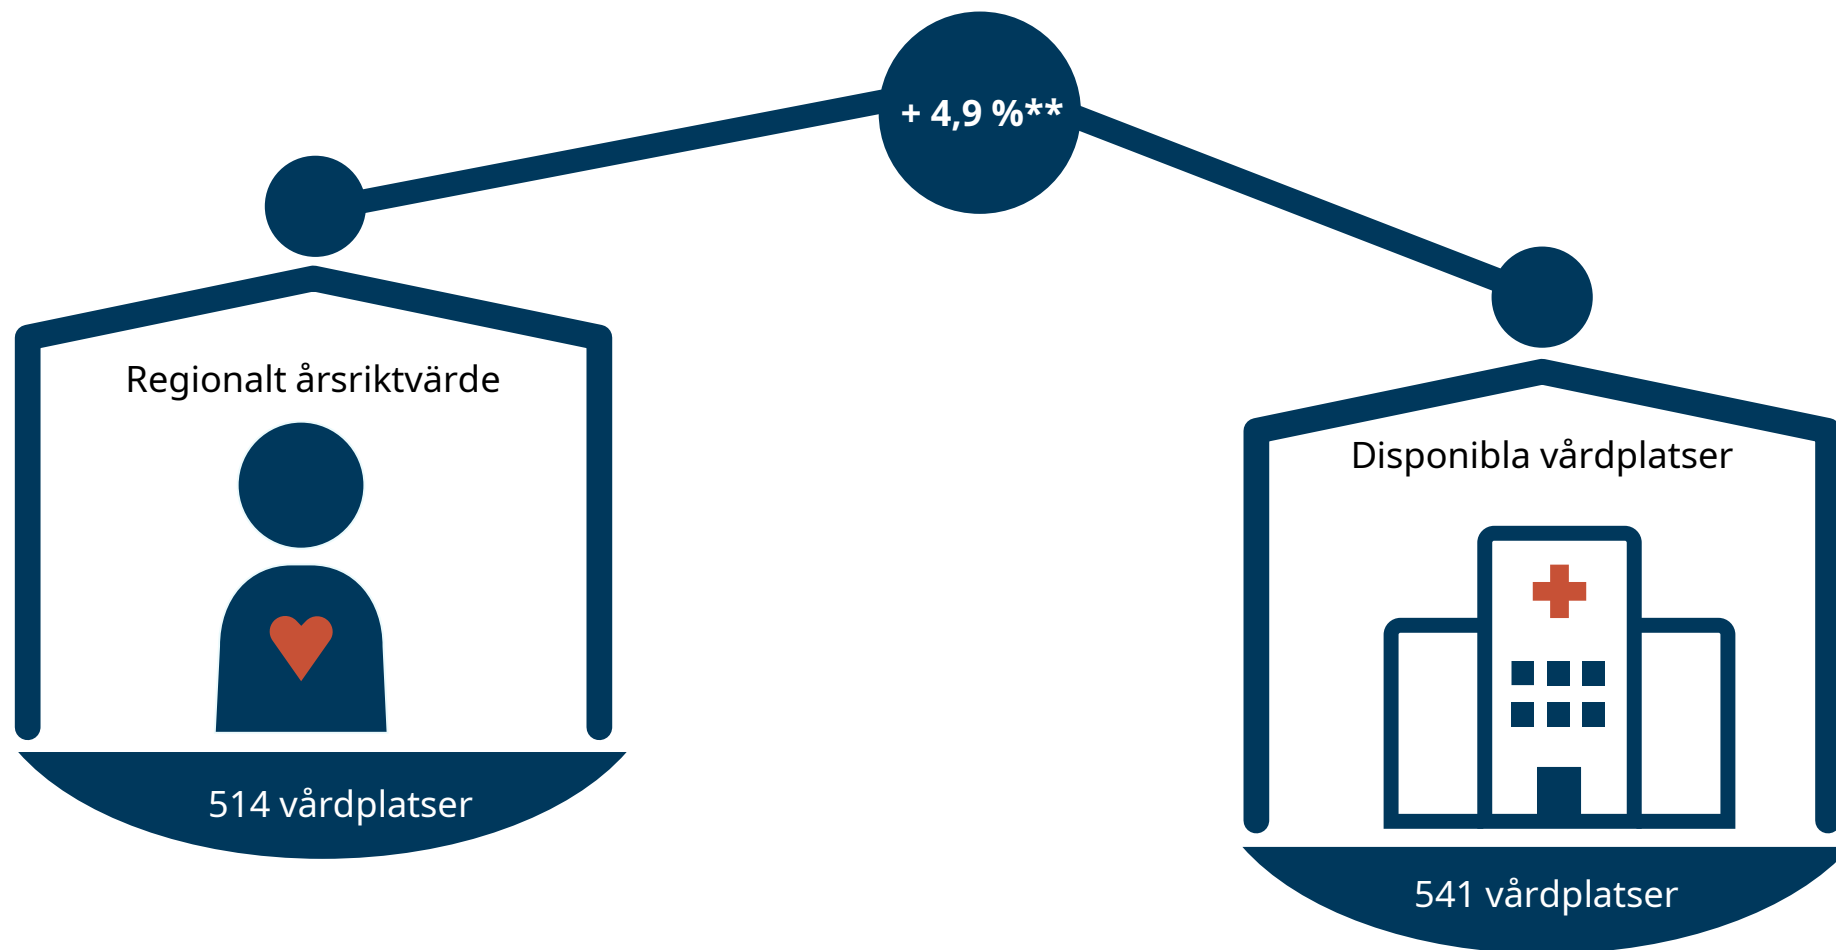 + 4,9 %**
Regionalt årsriktvärde
Disponibla vårdplatser
514 vårdplatser
541 vårdplatser